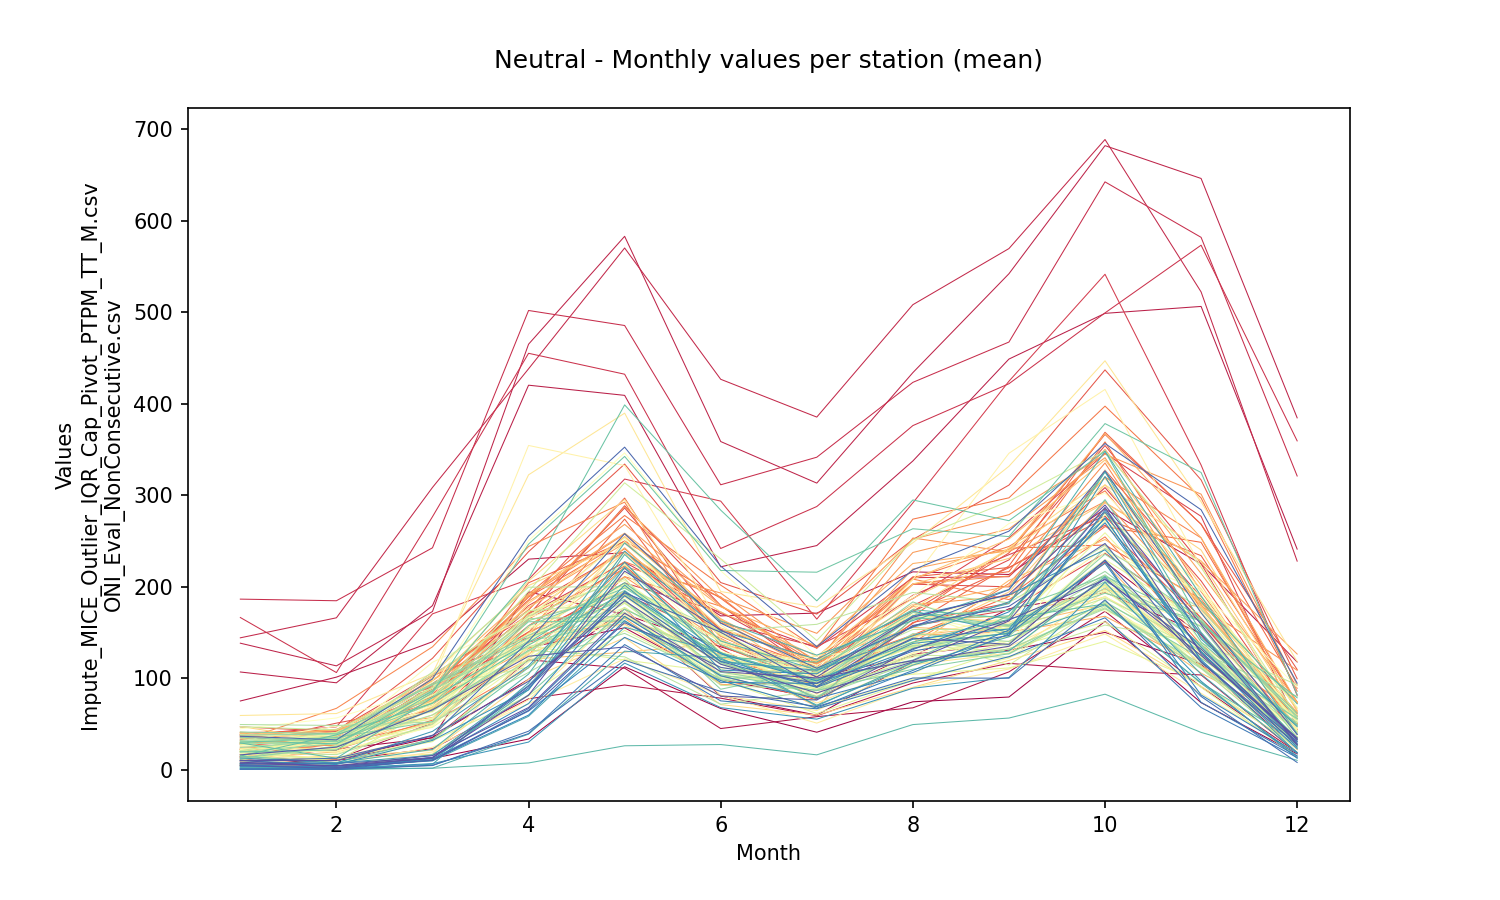 Neutral - Monthly values per station (mean)
Values
Impute_MICE_Outlier_IQR_Cap_Pivot_PTPM_TT_M.csv
ONI_Eval_NonConsecutive.csv
700
600
500
400
300
200
100
0
2 4 6 8 10 12
Month